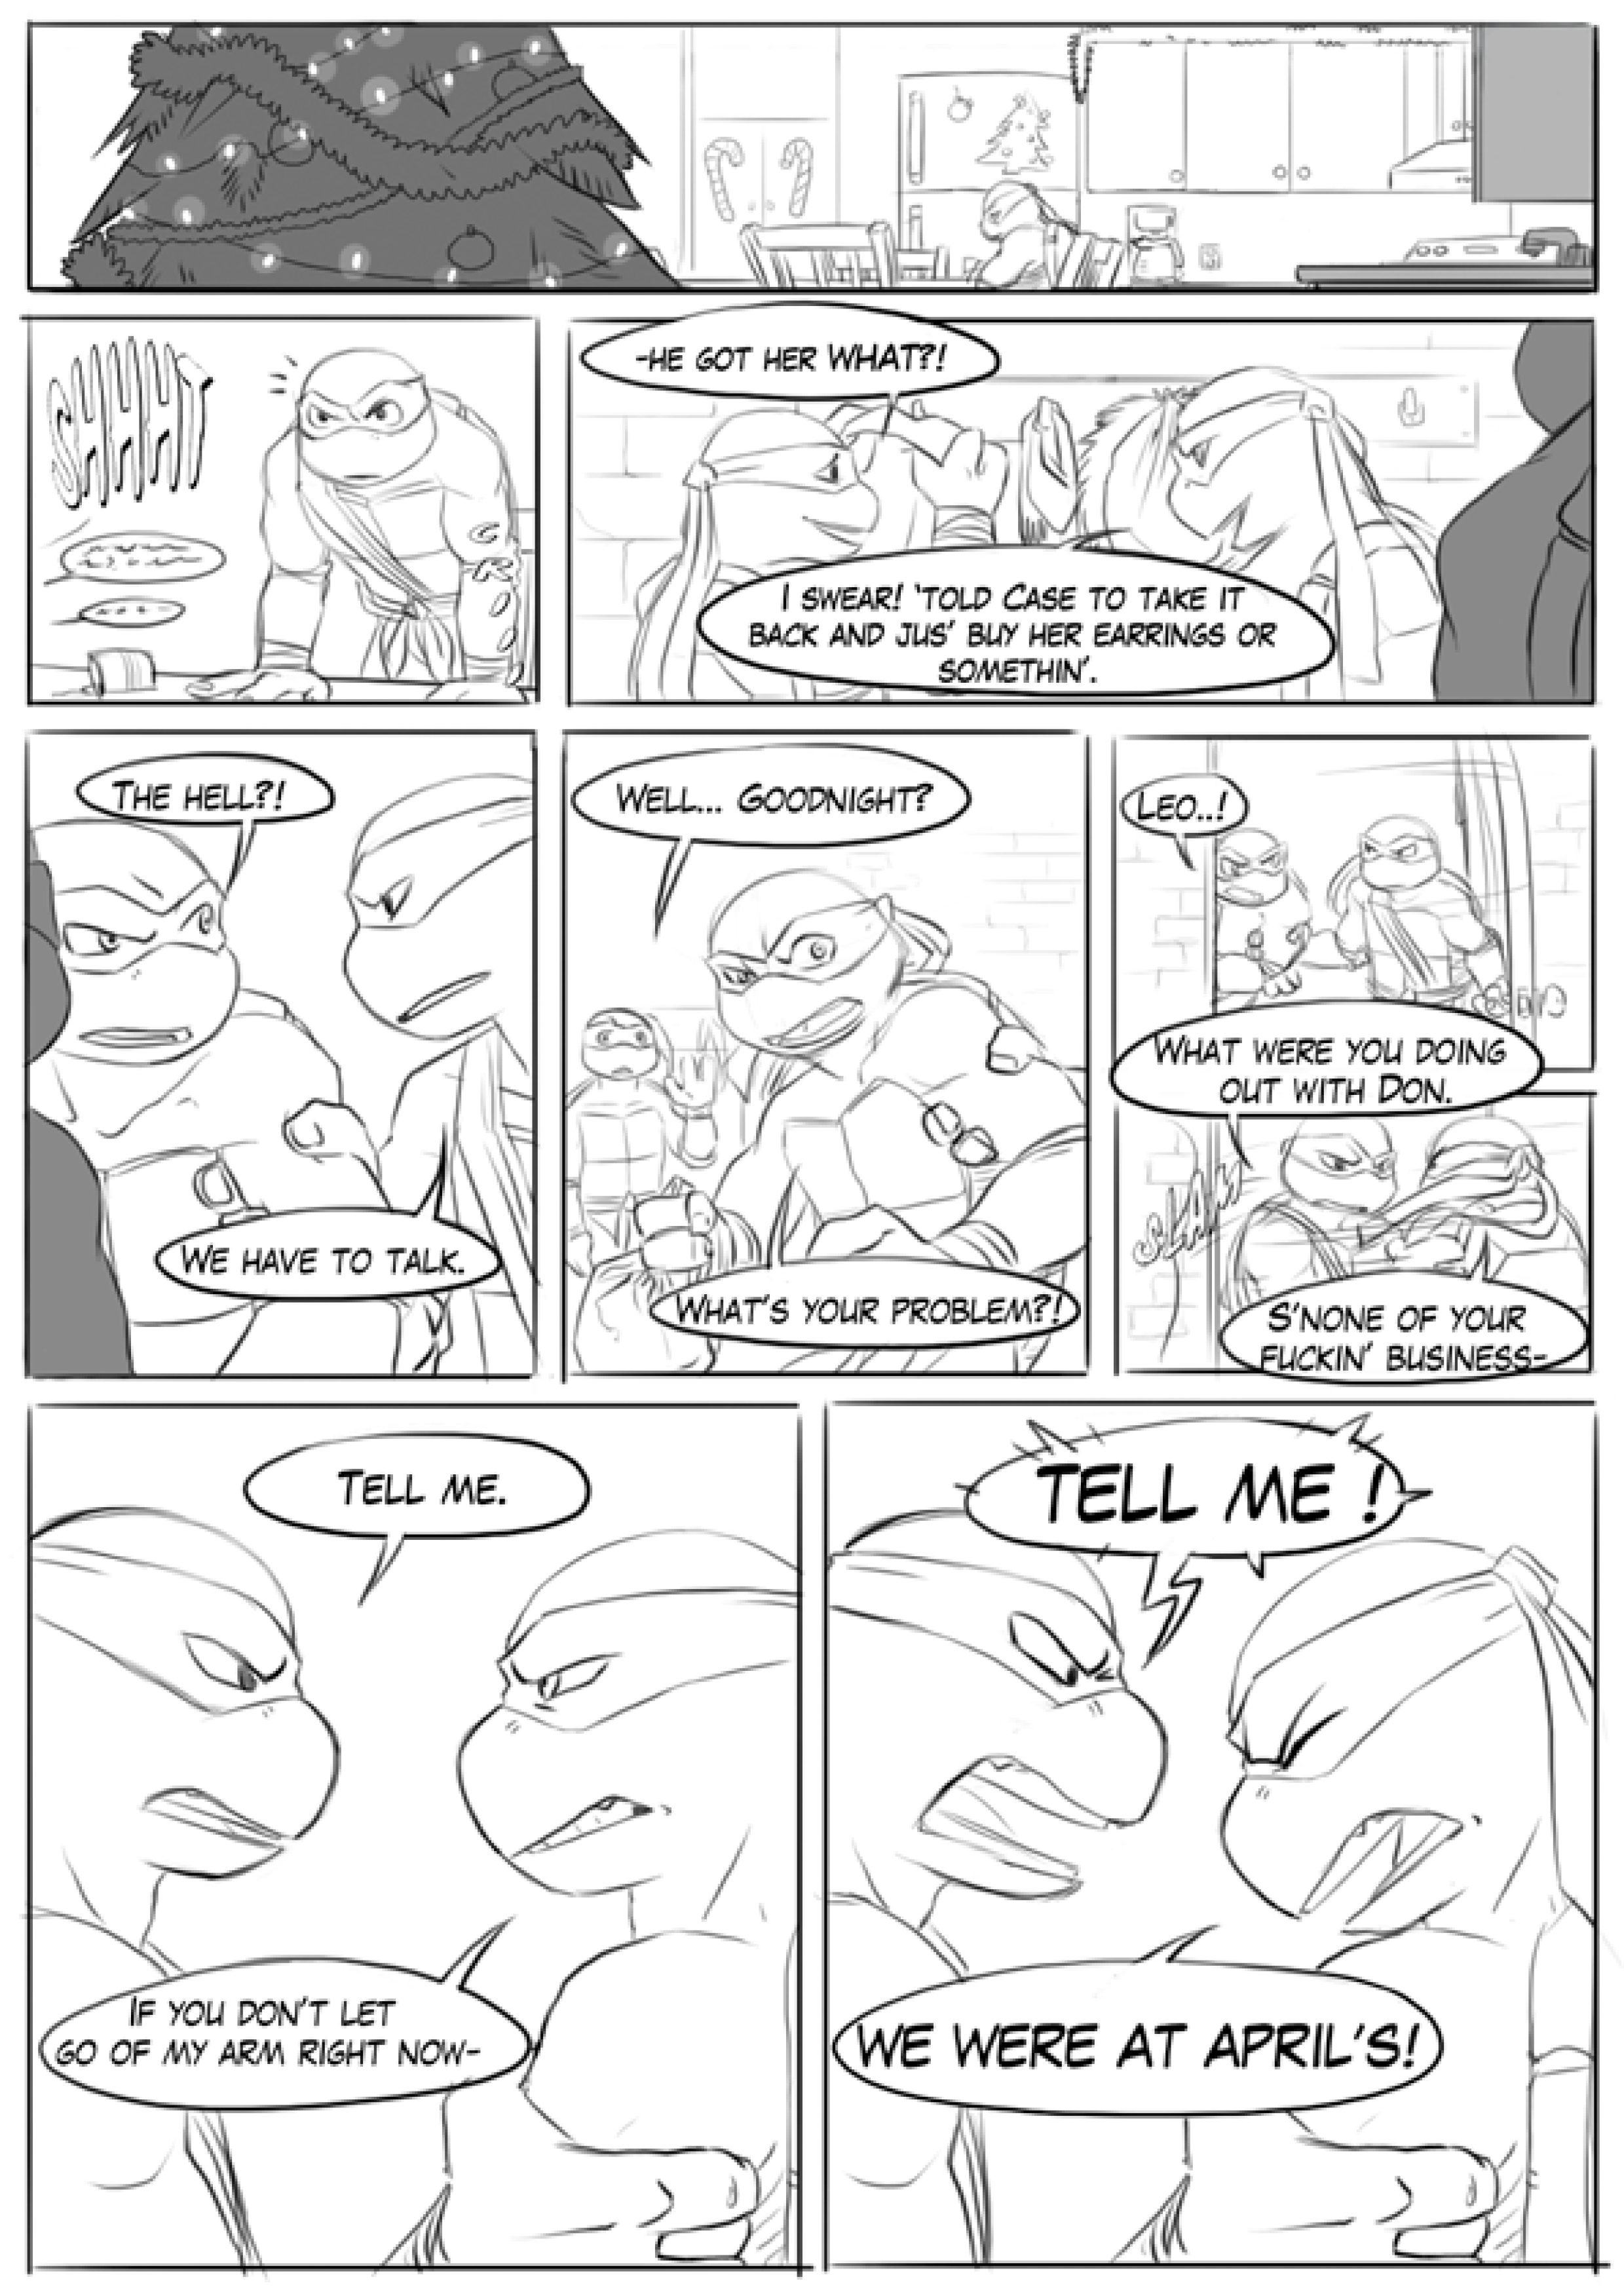 SHHHHT
CROO
-HE GOT HER WHAT?!
I SWEAR! 'TOLD CASE TO TAKE IT
BACK AND JUS' BUY HER EARRINGS OR
SOMETHIN'.
THE HELL?!
WE HAVE TO TALK.
WELL... GOODNIGHT?
WHAT'S YOUR PROBLEM?!
LEO..!
WHAT WERE YOU DOING
OUT WITH DON.
SLAM
S'NONE OF YOUR
FUCKIN' BUSINESS-
TELL ME.
IF YOU DON'T LET
GO OF MY ARM RIGHT NOW-
TELL ME !
WE WERE AT APRIL'S!